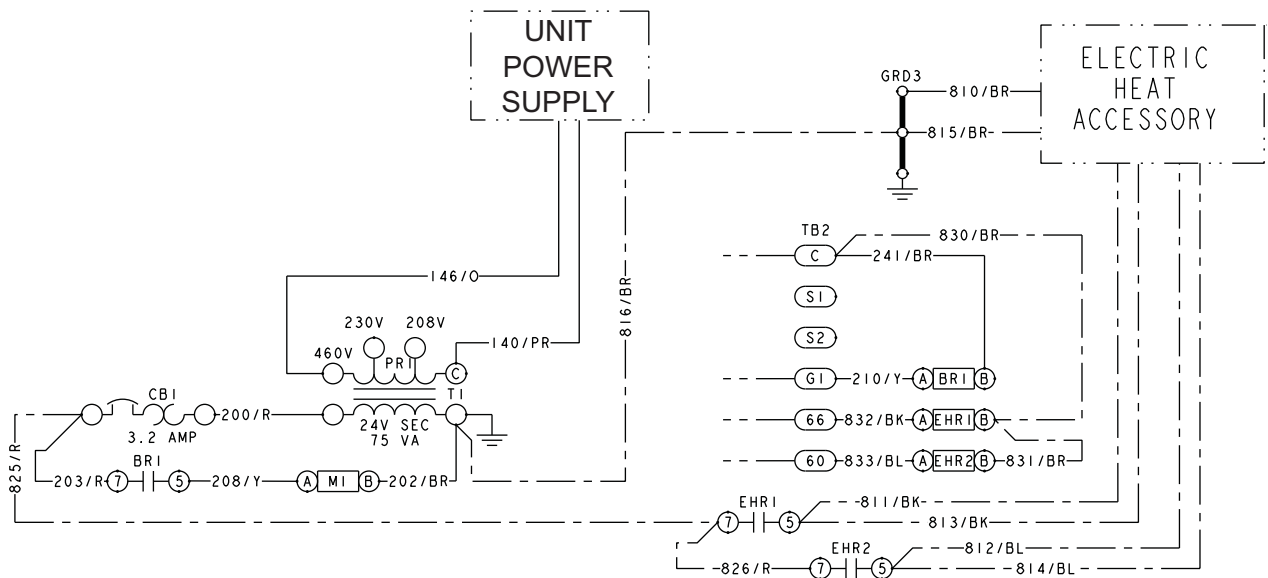 UNIT
POWER
SUPPLY
ELECTRIC
HEAT
ACCESSORY
GRD3
810/BR
815/BR
TB2
830/BR
C
241/BR
146/O
816/BR
S1
230V 208V
S2
140/PR
460V
PR1
C
G1 210/Y A BR1 B
CB1
T1
200/R
24V SEC
75 VA
3.2 AMP
66 832/BK A EHR1 B
825/R
BR1
60 833/BL A EHR2 B 831/BR
203/R 7 5 208/Y A M1 B 202/BR
EHR1
811/BK
7 5
813/BK
EHR2
812/BL
826/R 7 5
814/BL